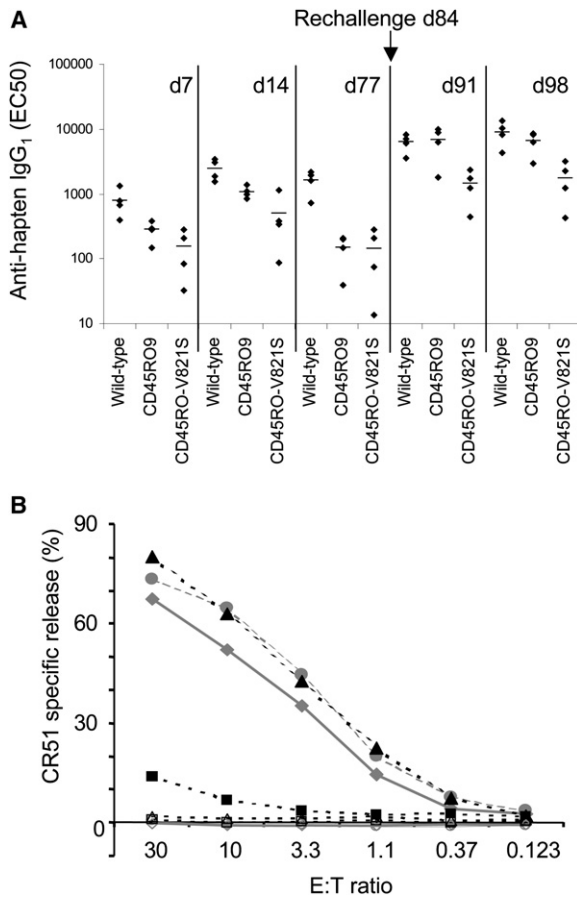 A
Rechallenge d84
Anti-hapten IgG1 (EC50)
100000
10000
1000
100
10
d7
d14
d77
d91
d98
Wild-type
CD45RO9
CD45RO-V821S
Wild-type
CD45RO9
CD45RO-V821S
Wild-type
CD45RO9
CD45RO-V821S
Wild-type
CD45RO9
CD45RO-V821S
Wild-type
CD45RO9
CD45RO-V821S
B
CR51 specific release (%)
90
60
30
0
30 10 3.3 1.1 0.37 0.123
E:T ratio